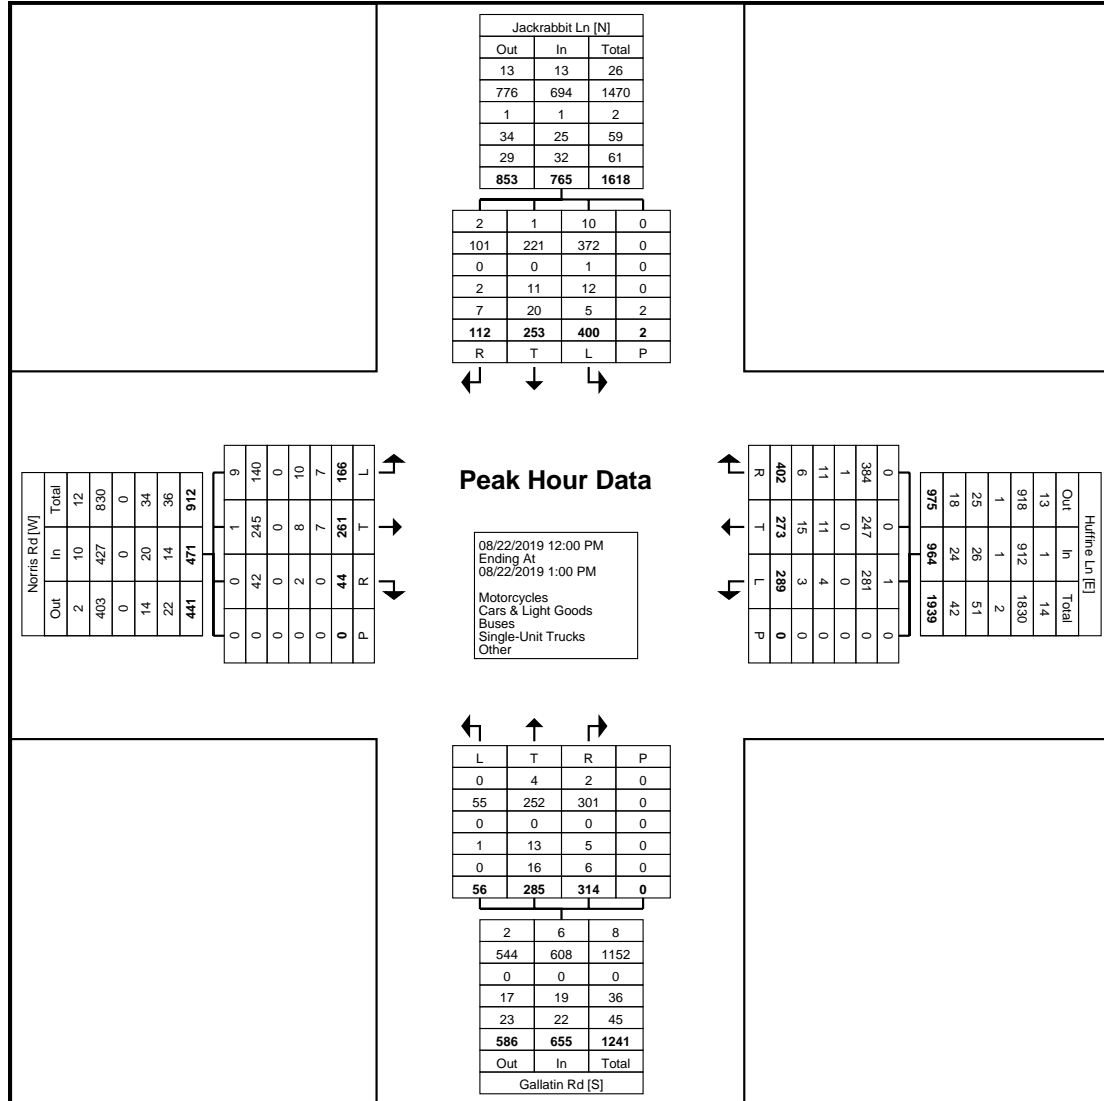 Jackrabbit Ln [N]
Out In Total
13 13 26
776 694 1470
1 1 2
34 25 59
29 32 61
853 765 1618
2 1 10 0
101 221 372 0
0 0 1 0
2 11 12 0
7 20 5 2
112 253 400 2
R T L P
Norris Rd [W]
Total 12 830 0 34 36 912
In 10 427 0 20 14 471
Out 2 403 0 14 22 441
9 140 0 10 7 166 L
1 245 0 8 7 261 T
0 42 0 2 0 44 R
0 0 0 0 0 0 P
Peak Hour Data
08/22/2019 12:00 PM
Ending At
08/22/2019 1:00 PM
Motorcycles
Cars & Light Goods
Buses
Single-Unit Trucks
Other
R 402 6 11 1 384 0
T 273 15 11 0 247 0
L 289 3 4 0 281 1
P 0 0 0 0 0 0
Huffine Ln [E]
Out 13 918 1 25 18 975
In 1 912 1 26 24 964
Total 14 1830 2 51 42 1939
L T R P
0 4 2 0
55 252 301 0
0 0 0 0
1 13 5 0
0 16 6 0
56 285 314 0
2 6 8
544 608 1152
0 0 0
17 19 36
23 22 45
586 655 1241
Out In Total
Gallatin Rd [S]